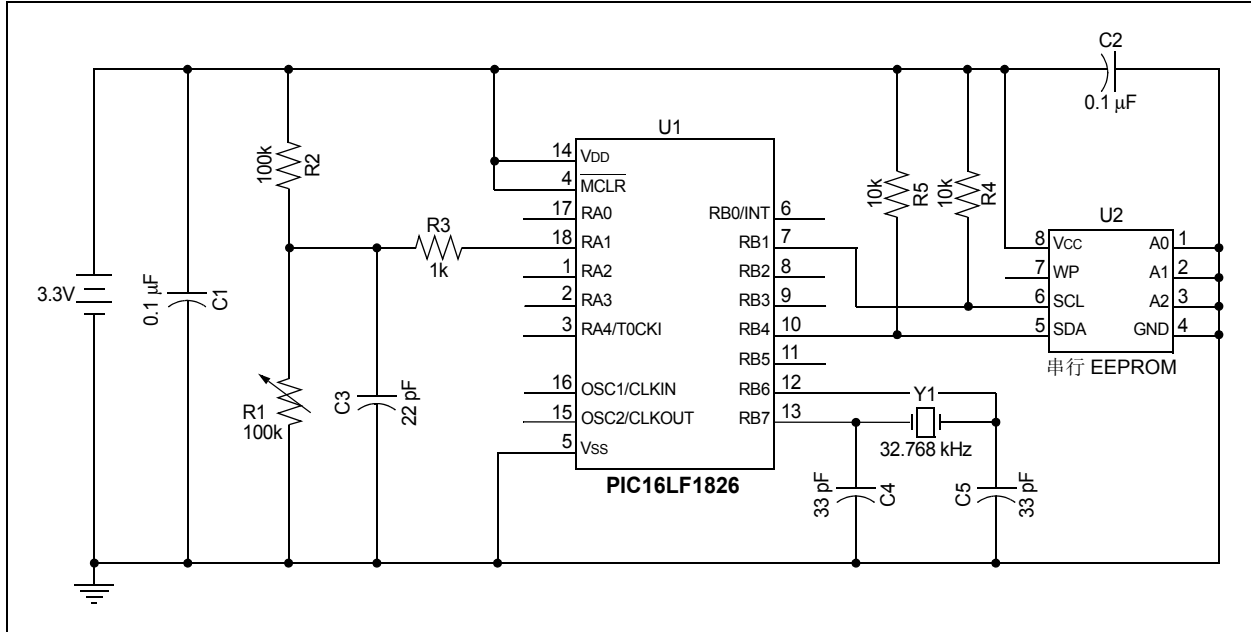 C2
0.1 μF
U1
14 VDD
4 MCLR
17 RA0
18 RA1
1 RA2
2 RA3
3 RA4/T0CKI
16 OSC1/CLKIN
15 OSC2/CLKOUT
5 VSS
RB0/INT 6
RB1 7
RB2 8
RB3 9
RB4 10
RB5 11
RB6 12
RB7 13
PIC16LF1826
100k
R2
R3
1k
3.3V
0.1 μF
C1
R1
100k
C3
22 pF
10k
R5
10k
R4
U2
8 VCC
7 WP
6 SCL
5 SDA
A0 1
A1 2
A2 3
GND 4
串行 EEPROM
Y1
32.768 kHz
33 pF
C4
C5
33 pF